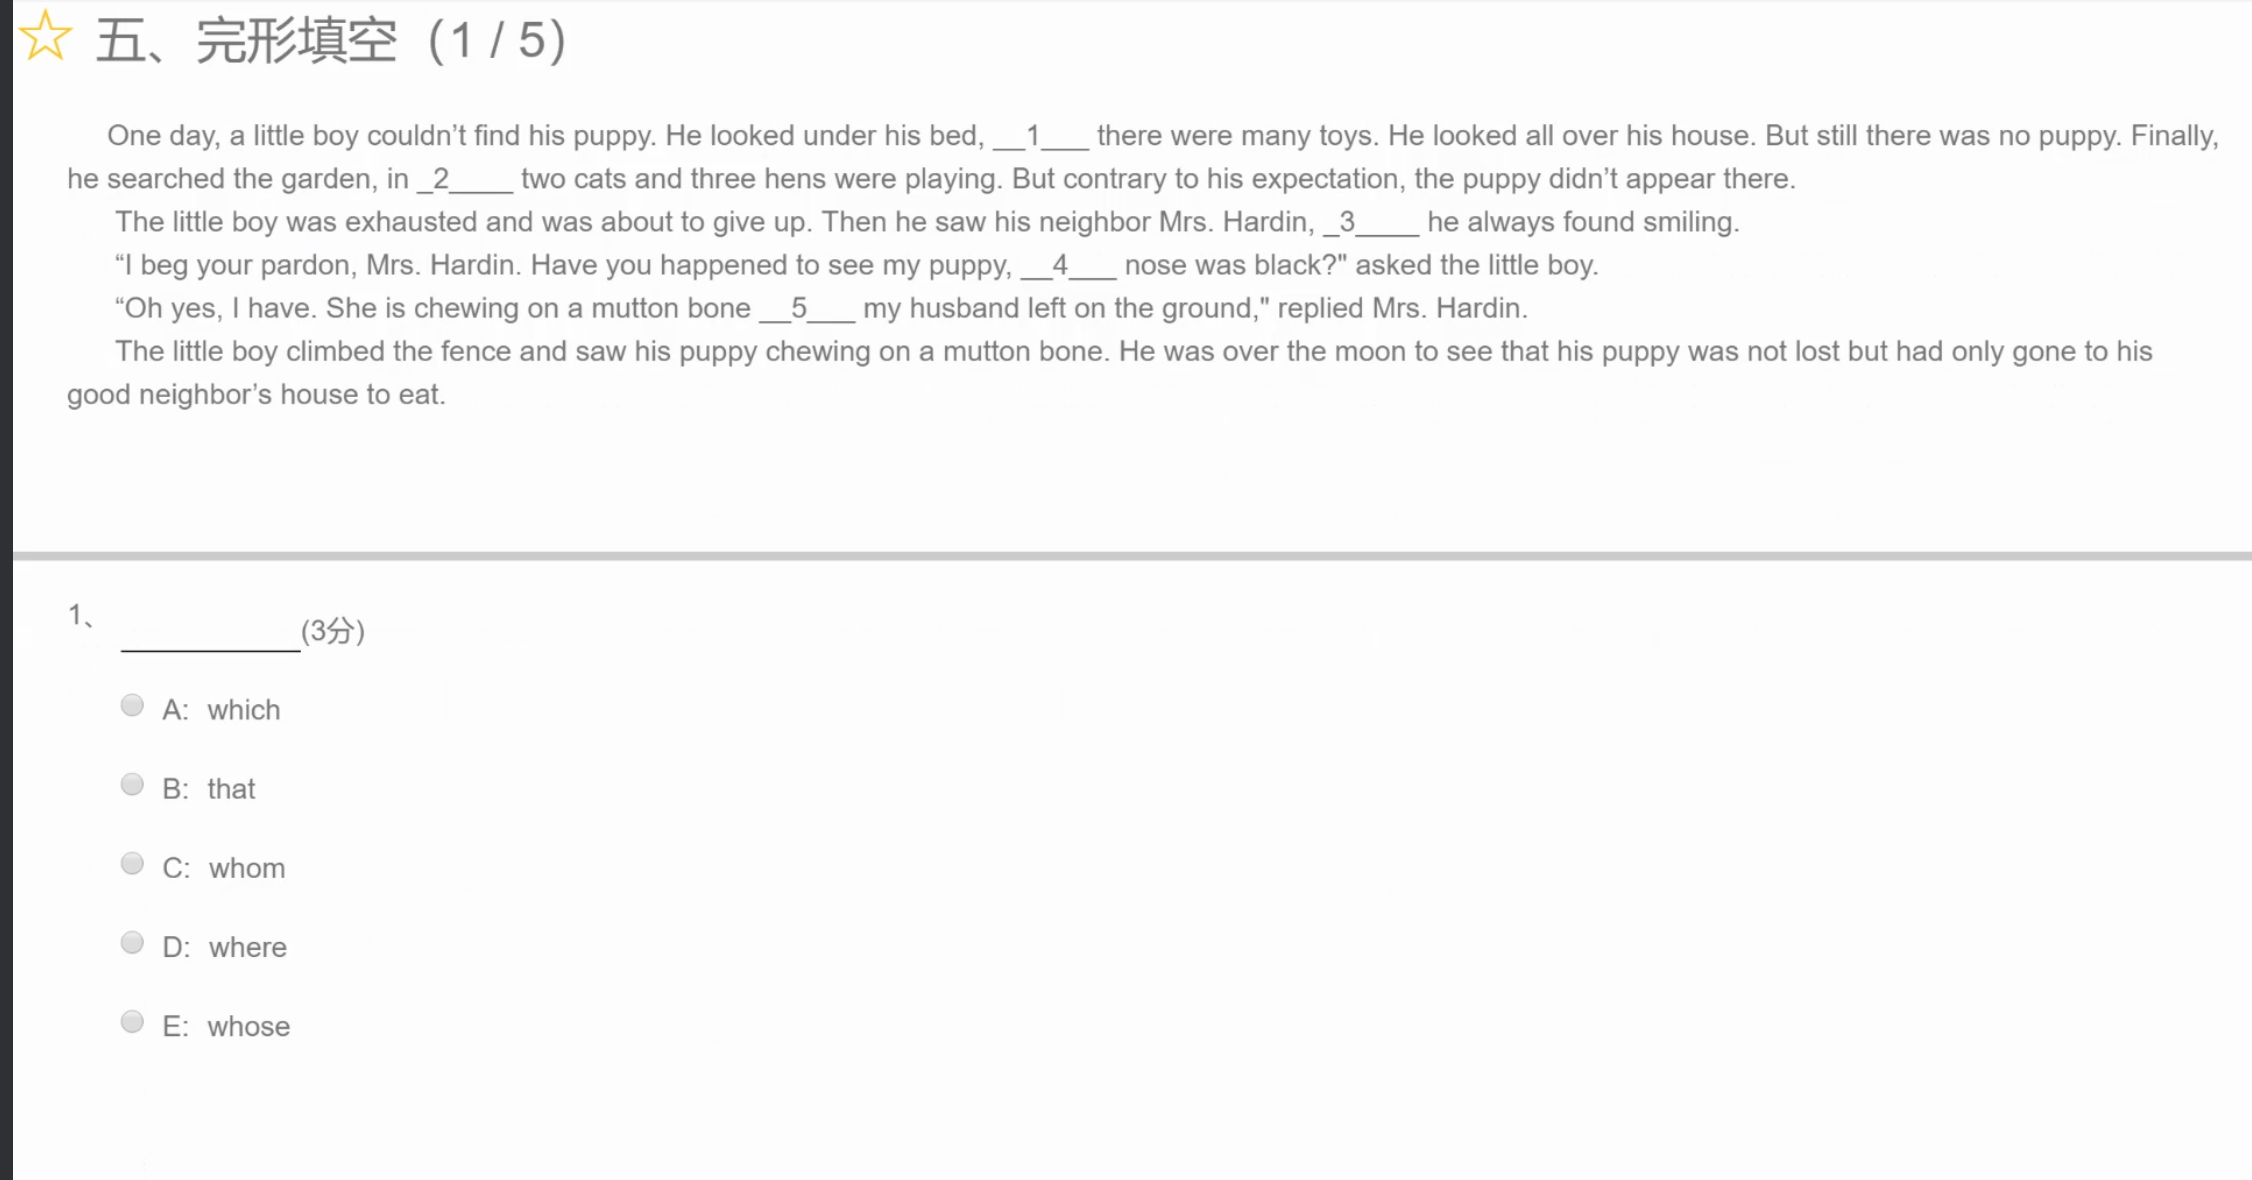 五、完形填空（1 / 5）
One day, a little boy couldn’t find his puppy. He looked under his bed, __1___ there were many toys. He looked all over his house. But still there was no puppy. Finally,
he searched the garden, in _2____ two cats and three hens were playing. But contrary to his expectation, the puppy didn’t appear there.
The little boy was exhausted and was about to give up. Then he saw his neighbor Mrs. Hardin, _3____ he always found smiling.
“I beg your pardon, Mrs. Hardin. Have you happened to see my puppy, __4___ nose was black?" asked the little boy.
“Oh yes, I have. She is chewing on a mutton bone __5___ my husband left on the ground," replied Mrs. Hardin.
The little boy climbed the fence and saw his puppy chewing on a mutton bone. He was over the moon to see that his puppy was not lost but had only gone to his
good neighbor’s house to eat.
1、
___________(3分)
A: which
B: that
C: whom
D: where
E: whose